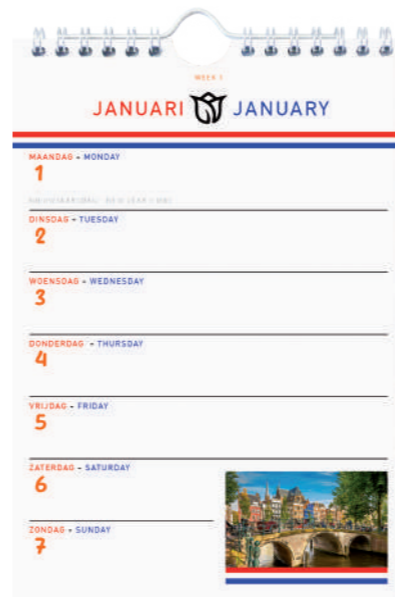 WEEK 1
JANUARI JANUARY
MAANDAG - MONDAY
1
DINSDAG - TUESDAY
2
WOENSDAG - WEDNESDAY
3
DONDERDAG - THURSDAY
4
VRIJDAG - FRIDAY
5
ZATERDAG - SATURDAY
6
ZONDAG - SUNDAY
7